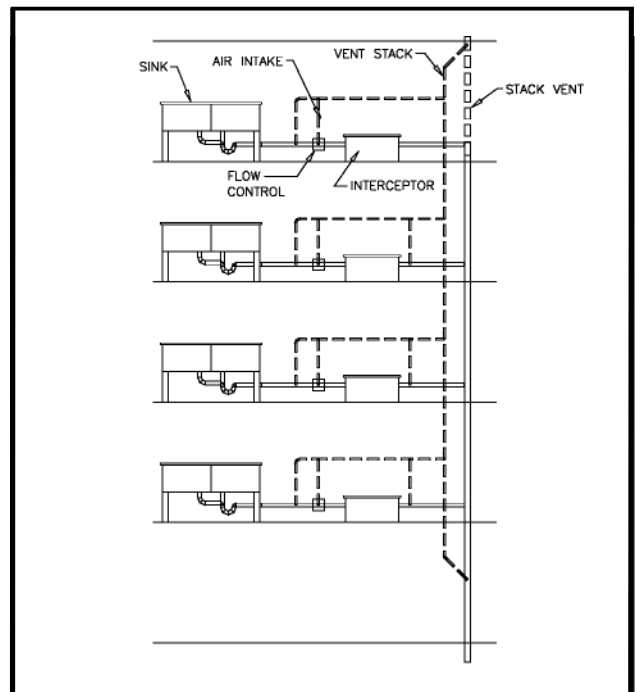 SINK
AIR INTAKE
VENT STACK
STACK VENT
FLOW
CONTROL
INTERCEPTOR